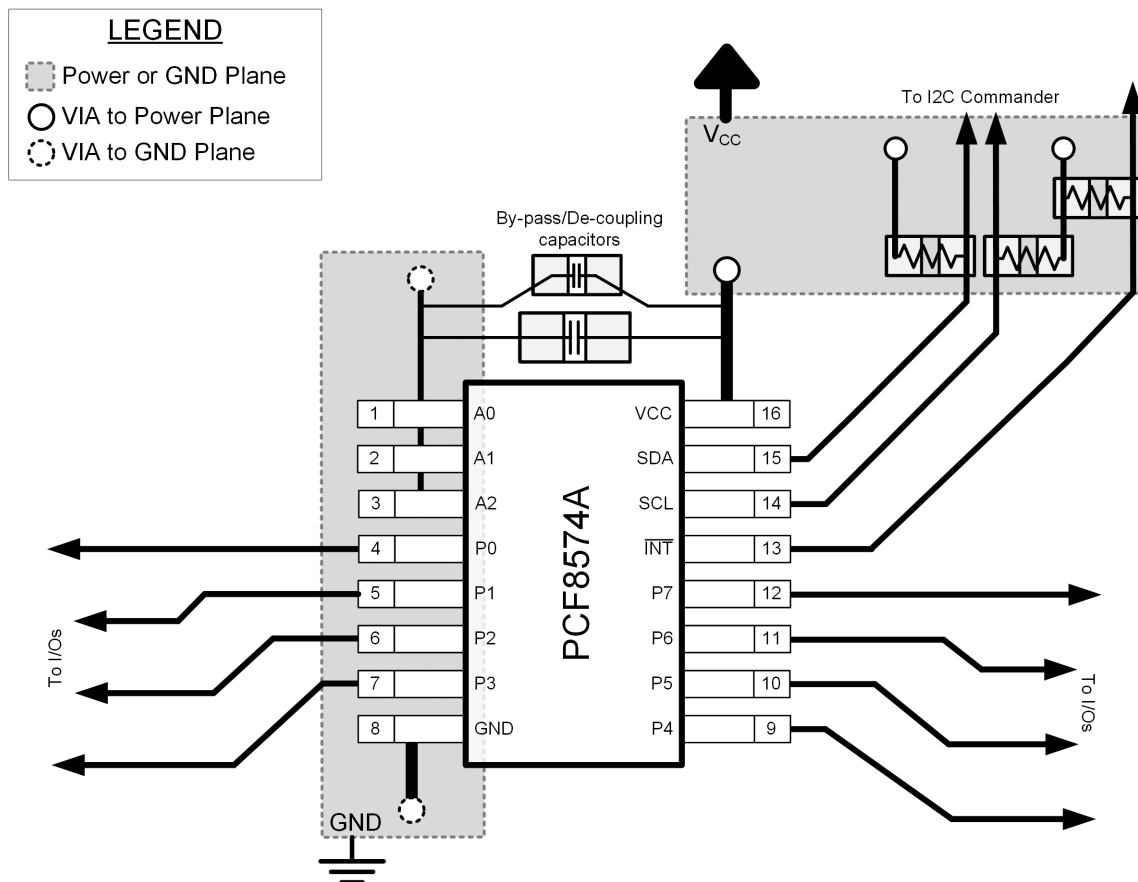 LEGEND
Power or GND Plane
VIA to Power Plane
VIA to GND Plane
To I2C Commander
VCC
By-pass/De-coupling
capacitors
1 A0 VCC 16
2 A1 SDA 15
3 A2 SCL 14
4 P0 INT 13
5 P1 P7 12
6 P2 P6 11
7 P3 P5 10
8 GND P4 9
PCF8574A
To I/Os
To I/Os
GND